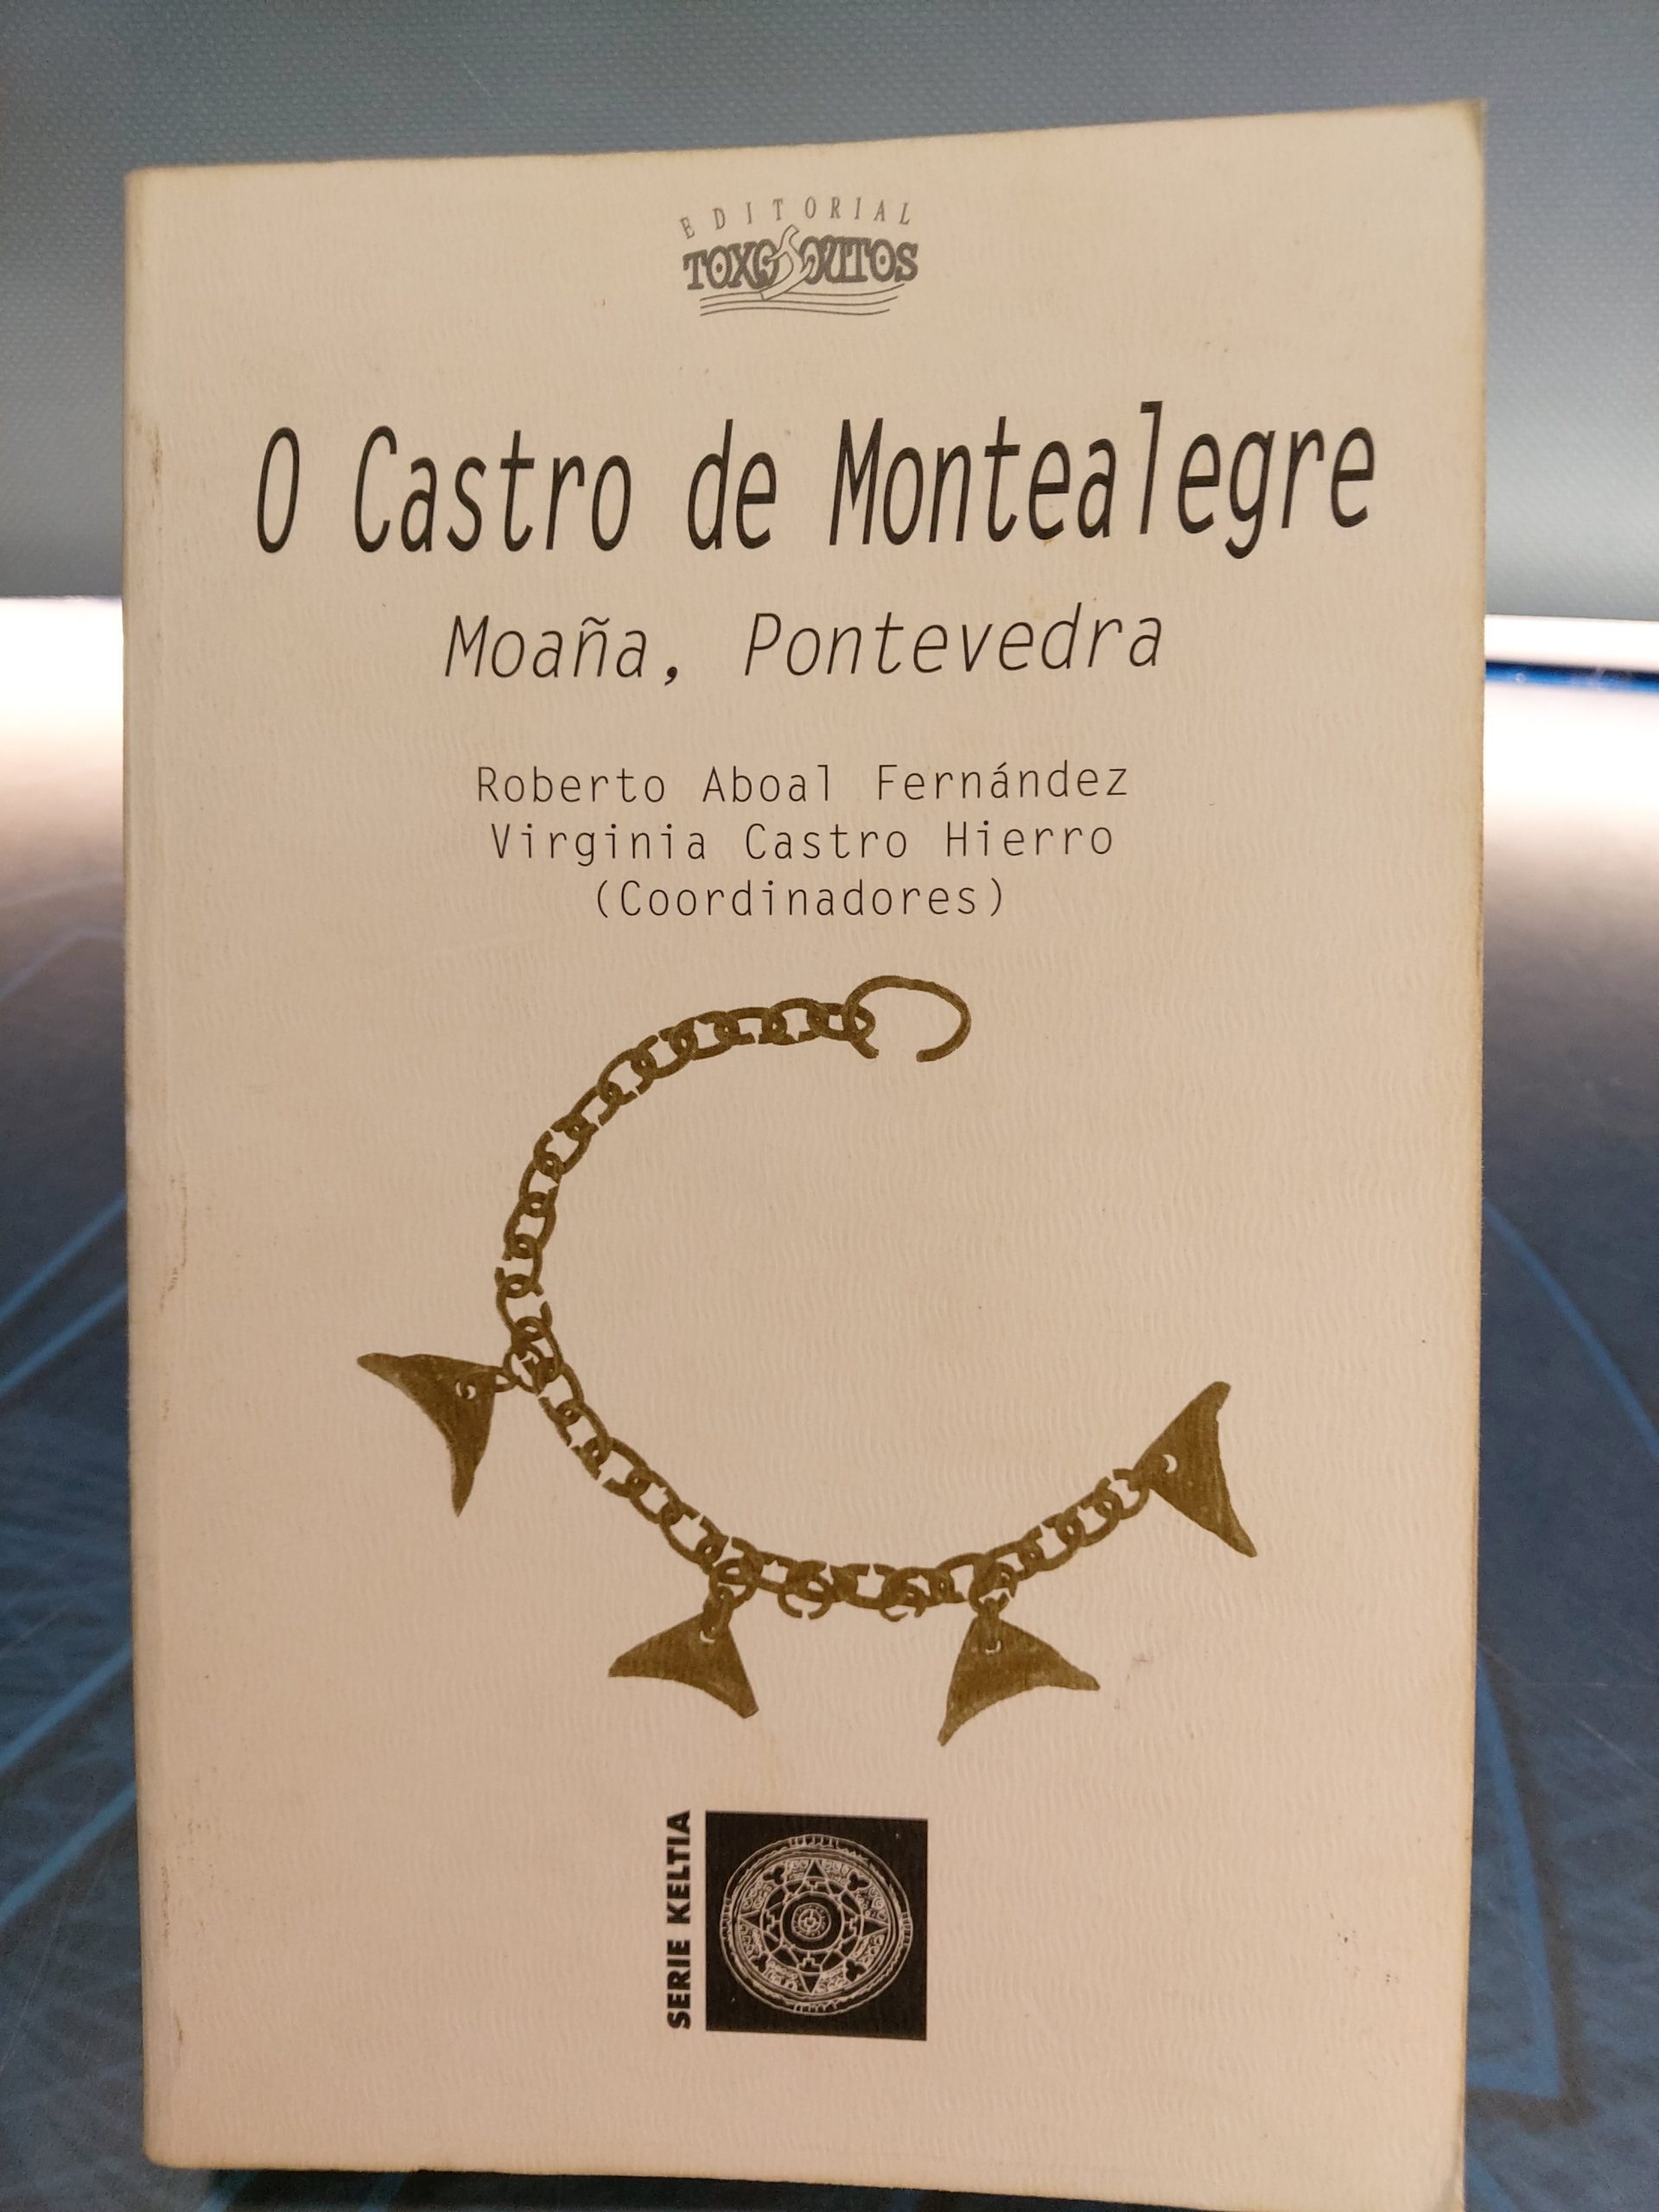 EDITORIAL
TOXOSOUTOS
O Castro de Montealegre
Moaña, Pontevedra
Roberto Aboal Fernández
Virginia Castro Hierro
(Coordinadores)
SERIE KELTIA